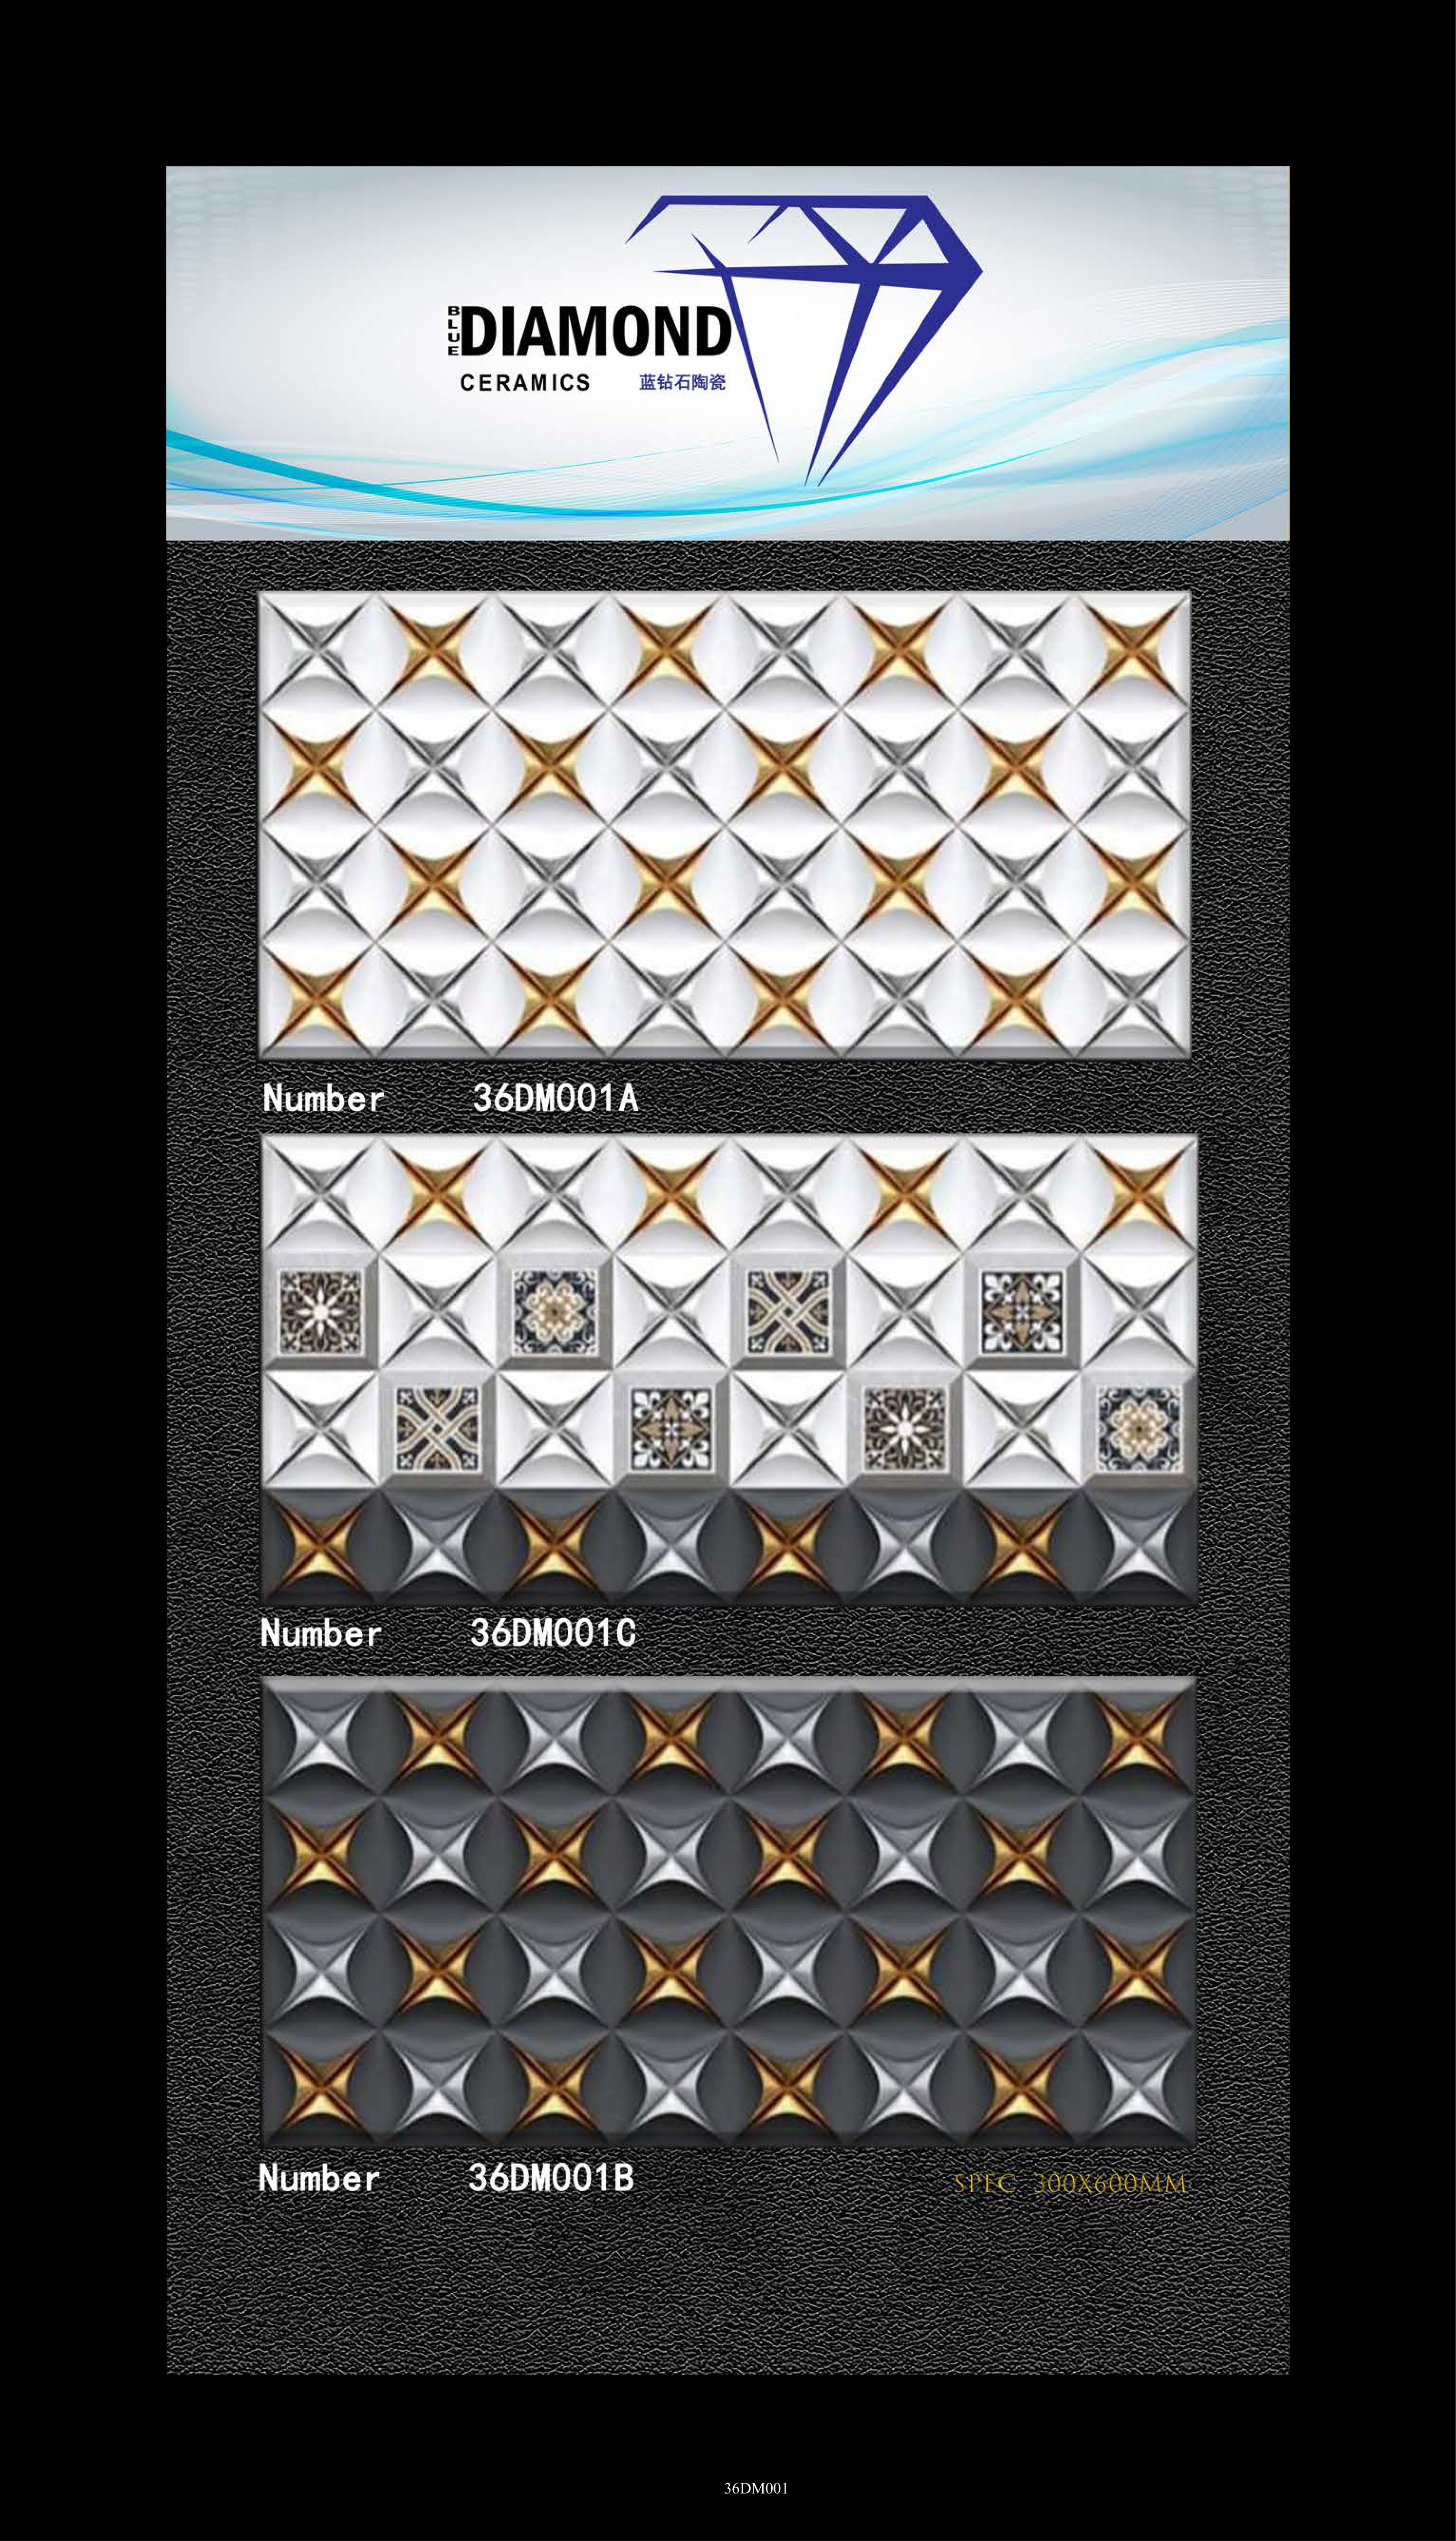 BLUE DIAMOND
CERAMICS 蓝钻石陶瓷
Number 36DM001A
Number 36DM001C
Number 36DM001B
SPEC 300X600MM
36DM001